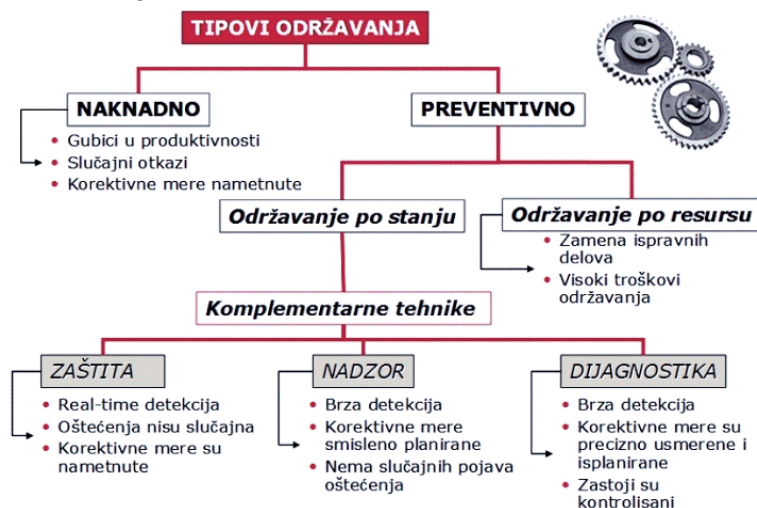 TIPOVI ODRŽAVANJA
NAKNADNO
• Gubici u produktivnosti
• Slučajni otkazi
• Korektivne mere nametnute
PREVENTIVNO
Održavanje po stanju
Održavanje po resursu
• Zamena ispravnih
delova
• Visoki troškovi
održavanja
Komplementarne tehnike
ZAŠTITA
• Real-time detekcija
• Oštećenja nisu slučajna
• Korektivne mere su
nametnute
NADZOR
• Brza detekcija
• Korektivne mere
smisleno planirane
• Nema slučajnih pojava
oštećenja
DIJAGNOSTIKA
• Brza detekcija
• Korektivne mere su
precizno usmerene i
isplanirane
• Zastoji su
kontrolisani